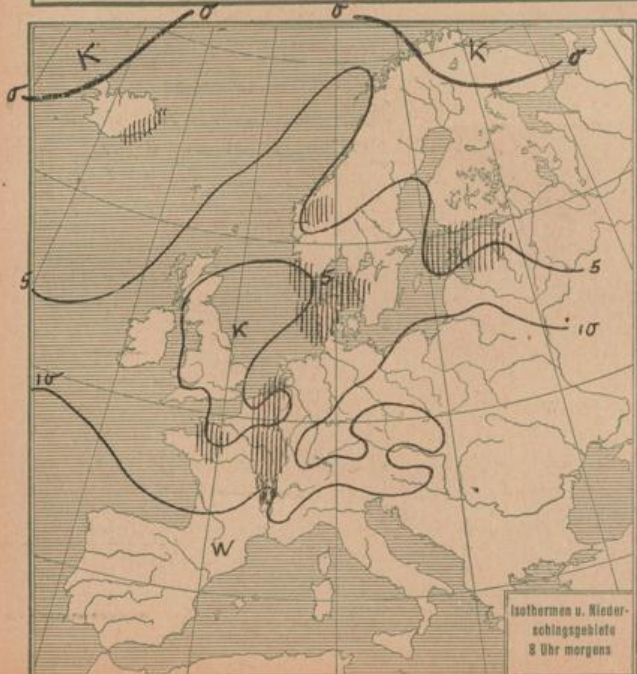 0 0
K K
0 0
5 5 5
K
10
10
W
Isothermen u. Nieder-
schlagsgebiete
8 Uhr morgens